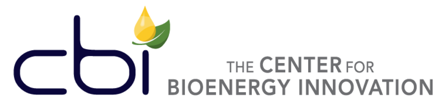 cbi
THE CENTER FOR
BIOENERGY INNOVATION